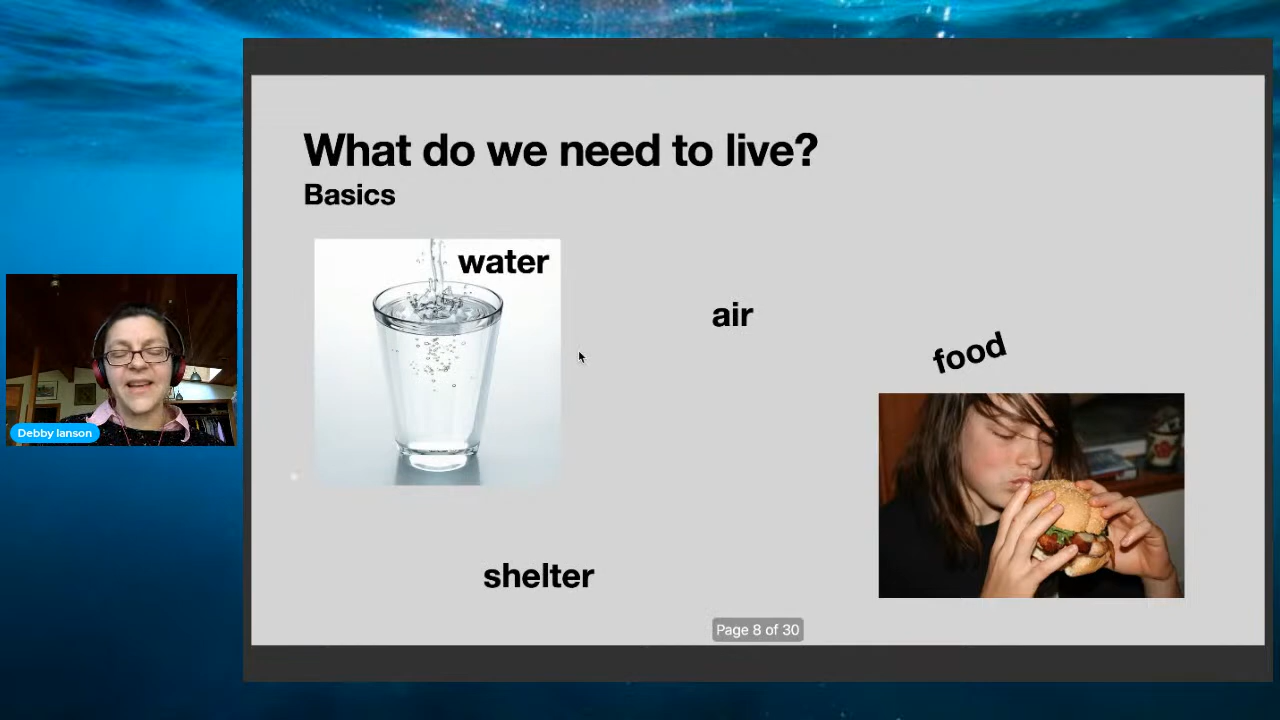 What do we need to live?
Basics
water
air
food
shelter
Debby Ianson
Page 8 of 30